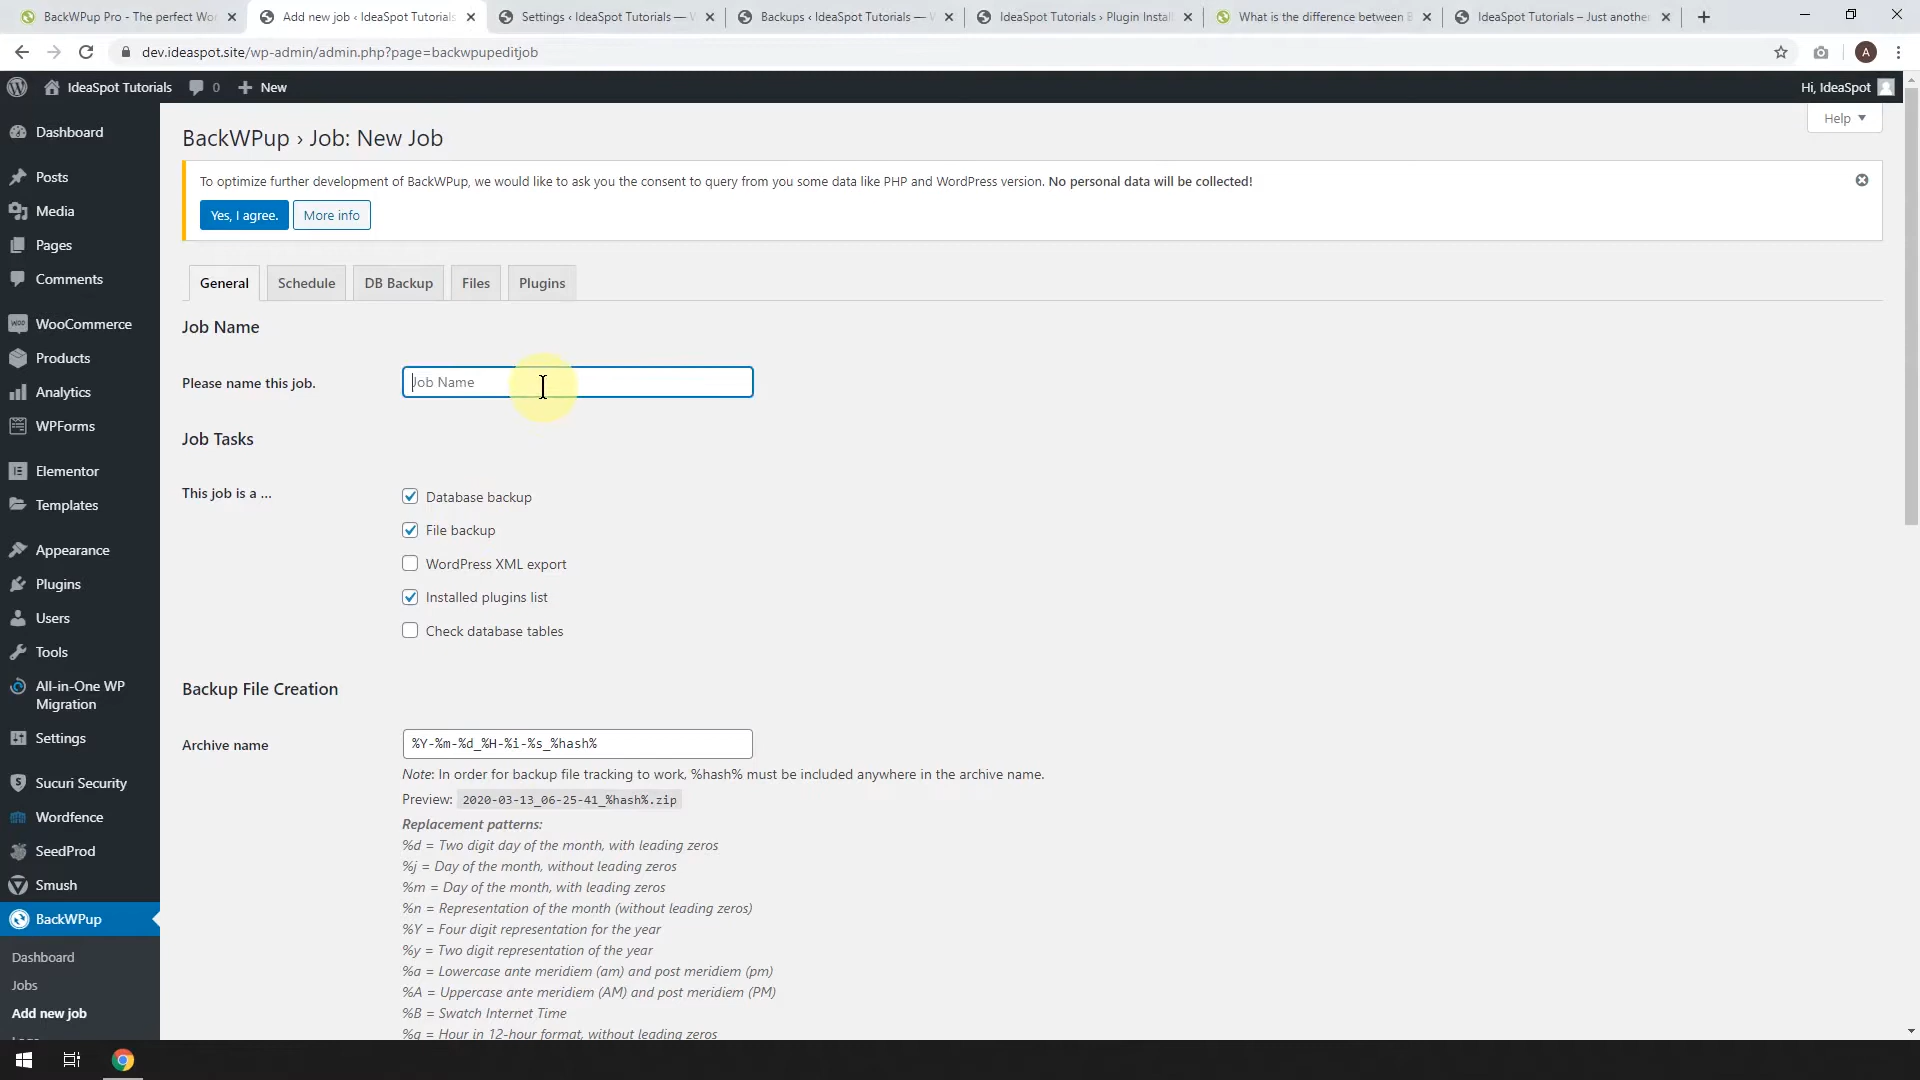 BackWPup Pro - The perfect Wo
Add new job ‹ IdeaSpot Tutorials
Settings ‹ IdeaSpot Tutorials —
Backups ‹ IdeaSpot Tutorials —
IdeaSpot Tutorials › Plugin Instal
What is the difference between
IdeaSpot Tutorials – Just another
dev.ideaspot.site/wp-admin/admin.php?page=backwpupeditjob
A
IdeaSpot Tutorials
0
New
Hi, IdeaSpot
Help
Dashboard
Posts
Media
Pages
Comments
WooCommerce
Products
Analytics
WPForms
Elementor
Templates
Appearance
Plugins
Users
Tools
All-in-One WP
Migration
Settings
Sucuri Security
Wordfence
SeedProd
Smush
BackWPup
Dashboard
Jobs
Add new job
BackWPup › Job: New Job
To optimize further development of BackWPup, we would like to ask you the consent to query from you some data like PHP and WordPress version. No personal data will be collected!
Yes, I agree.
More info
General
Schedule
DB Backup
Files
Plugins
Job Name
Please name this job.
Job Name
Job Tasks
This job is a ...
Database backup
File backup
WordPress XML export
Installed plugins list
Check database tables
Backup File Creation
Archive name
%Y-%m-%d_%H-%i-%s_%hash%
Note: In order for backup file tracking to work, %hash% must be included anywhere in the archive name.
Preview: 2020-03-13_06-25-41_%hash%.zip
Replacement patterns:
%d = Two digit day of the month, with leading zeros
%j = Day of the month, without leading zeros
%m = Day of the month, with leading zeros
%n = Representation of the month (without leading zeros)
%Y = Four digit representation for the year
%y = Two digit representation of the year
%a = Lowercase ante meridiem (am) and post meridiem (pm)
%A = Uppercase ante meridiem (AM) and post meridiem (PM)
%B = Swatch Internet Time
%g = Hour in 12-hour format, without leading zeros